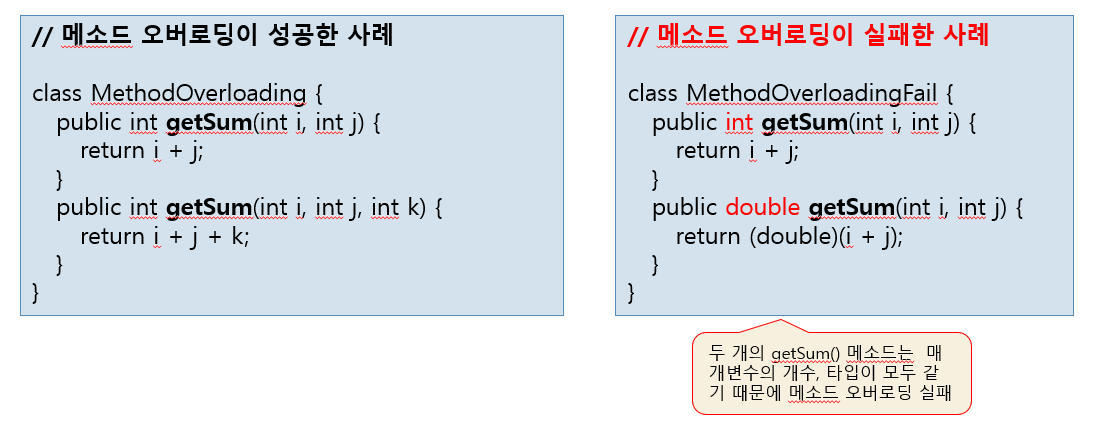 // 메소드 오버로딩이 성공한 사례
class MethodOverloading {
public int getSum(int i, int j) {
return i + j;
}
public int getSum(int i, int j, int k) {
return i + j + k;
}
}
// 메소드 오버로딩이 실패한 사례
class MethodOverloadingFail {
public int getSum(int i, int j) {
return i + j;
}
public double getSum(int i, int j) {
return (double)(i + j);
}
}
두 개의 getSum() 메소드는 매
개변수의 개수, 타입이 모두 같
기 때문에 메소드 오버로딩 실패